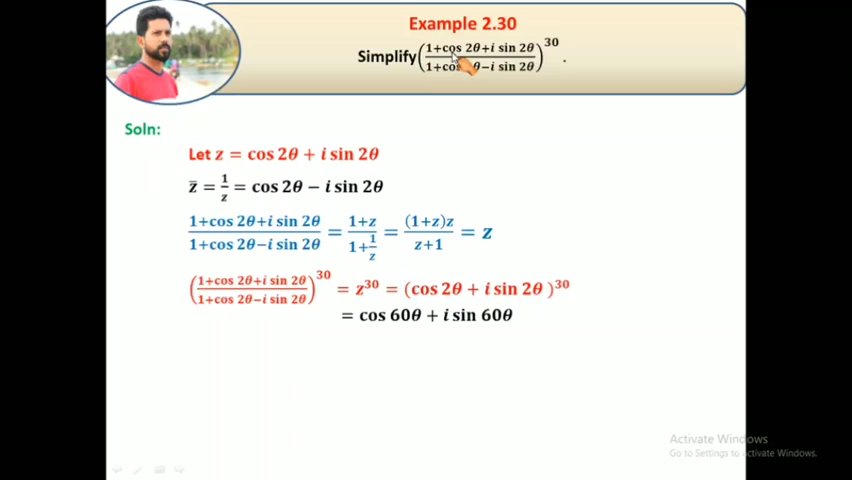 Example 2.30
Simplify (1+cos 2θ+i sin 2θ / 1+cos 2θ−i sin 2θ)^30 .
Soln:
Let z = cos 2θ + i sin 2θ
z̅ = 1/z = cos 2θ − i sin 2θ
1+cos 2θ+i sin 2θ / 1+cos 2θ−i sin 2θ = 1+z / 1+1/z = (1+z)z / z+1 = z
(1+cos 2θ+i sin 2θ / 1+cos 2θ−i sin 2θ)^30 = z^30 = (cos 2θ + i sin 2θ )^30
= cos 60θ + i sin 60θ
Activate Windows
Go to Settings to activate Windows.